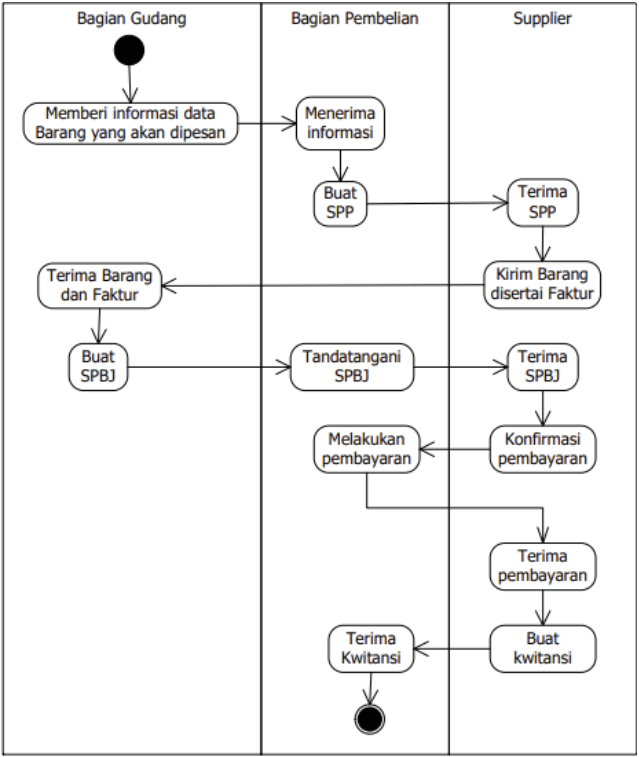 Bagian Gudang
Bagian Pembelian
Supplier
Memberi informasi data
Barang yang akan dipesan
Menerima
informasi
Buat
SPP
Terima
SPP
Kirim Barang
disertai Faktur
Terima Barang
dan Faktur
Buat
SPBJ
Tandatangani
SPBJ
Terima
SPBJ
Konfirmasi
pembayaran
Melakukan
pembayaran
Terima
pembayaran
Buat
kwitansi
Terima
Kwitansi